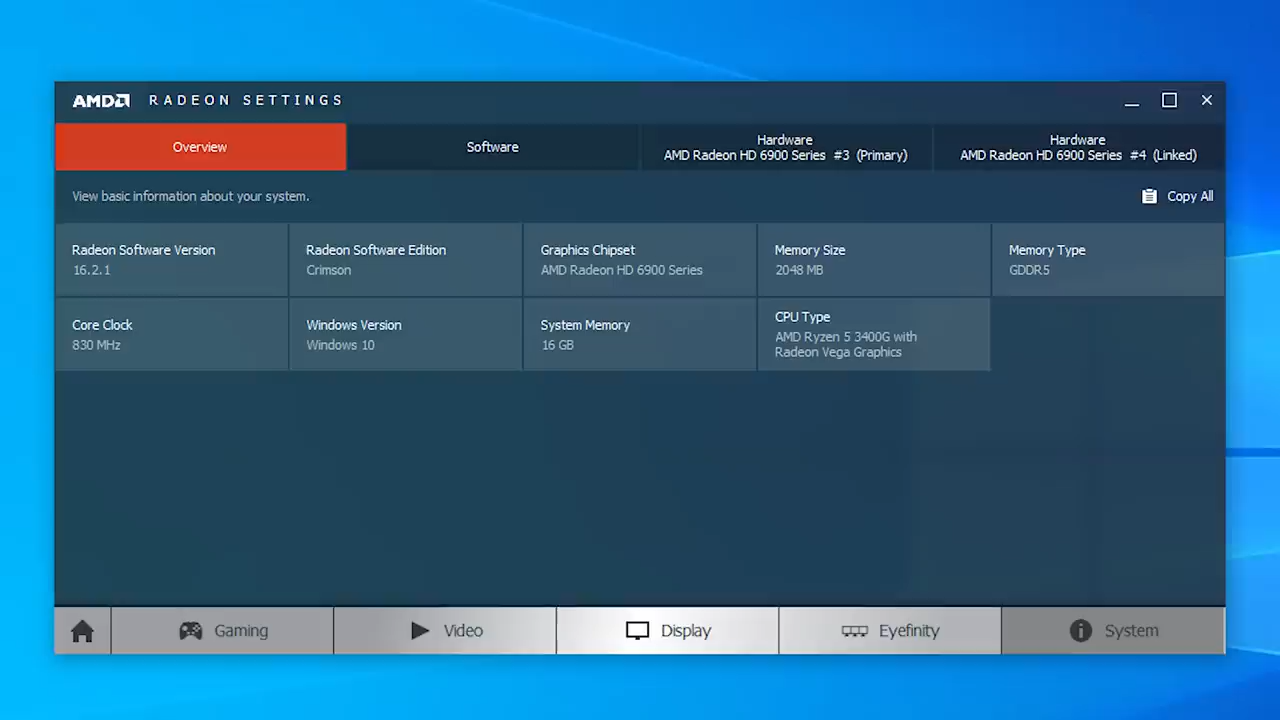 AMD RADEON SETTINGS
Overview
Software
Hardware
AMD Radeon HD 6900 Series #3 (Primary)
Hardware
AMD Radeon HD 6900 Series #4 (Linked)
View basic information about your system.
Copy All
Radeon Software Version
16.2.1
Radeon Software Edition
Crimson
Graphics Chipset
AMD Radeon HD 6900 Series
Memory Size
2048 MB
Memory Type
GDDR5
Core Clock
830 MHz
Windows Version
Windows 10
System Memory
16 GB
CPU Type
AMD Ryzen 5 3400G with
Radeon Vega Graphics
Gaming
Video
Display
Eyefinity
System